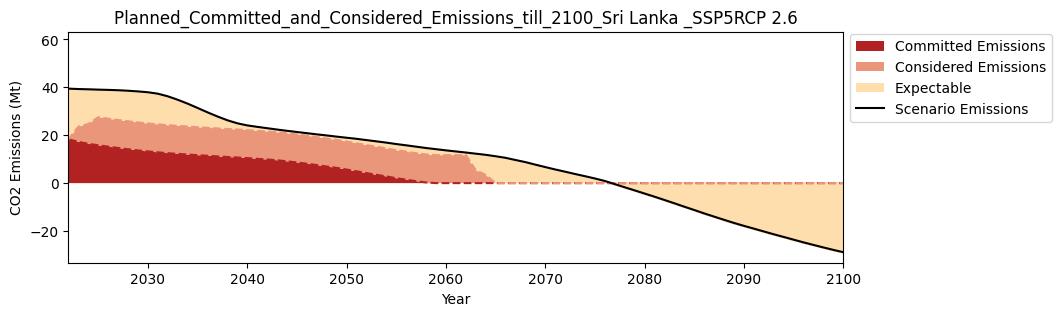 Planned_Committed_and_Considered_Emissions_till_2100_Sri Lanka _SSP5RCP 2.6
CO2 Emissions (Mt)
60
40
20
0
−20
2030 2040 2050 2060 2070 2080 2090 2100
Year
Committed Emissions
Considered Emissions
Expectable
Scenario Emissions